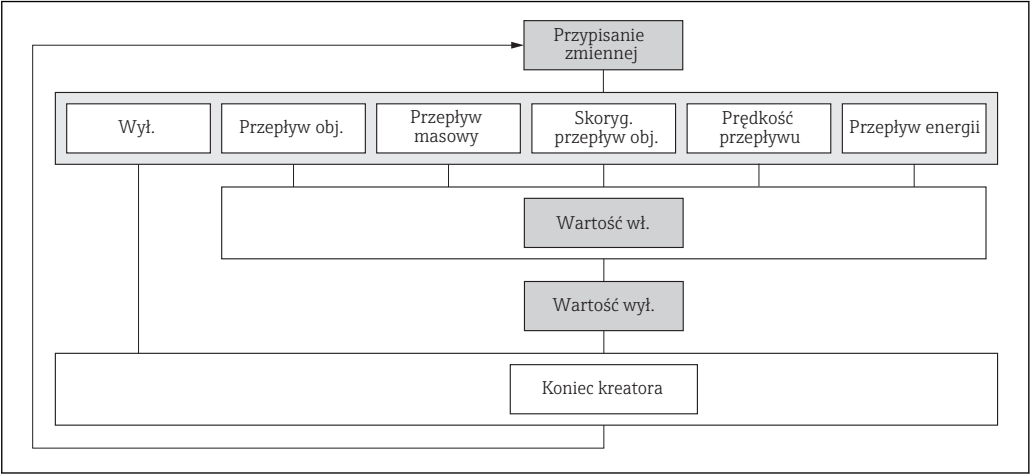 Przypisanie
zmiennej
Wył.
Przepływ obj.
Przepływ
masowy
Skoryg.
przepływ obj.
Prędkość
przepływu
Przepływ energii
Wartość wł.
Wartość wył.
Koniec kreatora